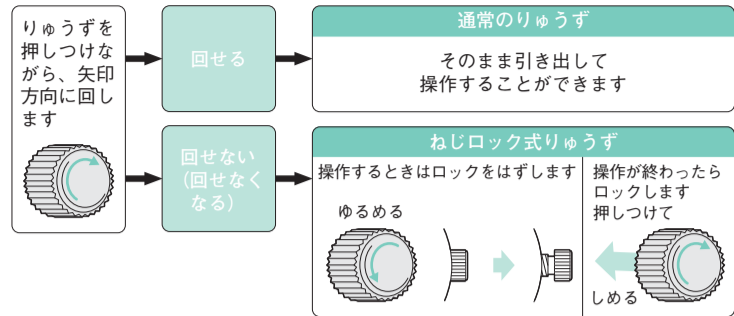 りゅうずを
押しつけな
がら、矢印
方向に回し
ます
回せる
通常のりゅうず
そのまま引き出して
操作することができます
回せない
(回せなく
なる)
ねじロック式りゅうず
操作するときはロックをはずします
ゆるめる
操作が終わったら
ロックします
押しつけて
しめる